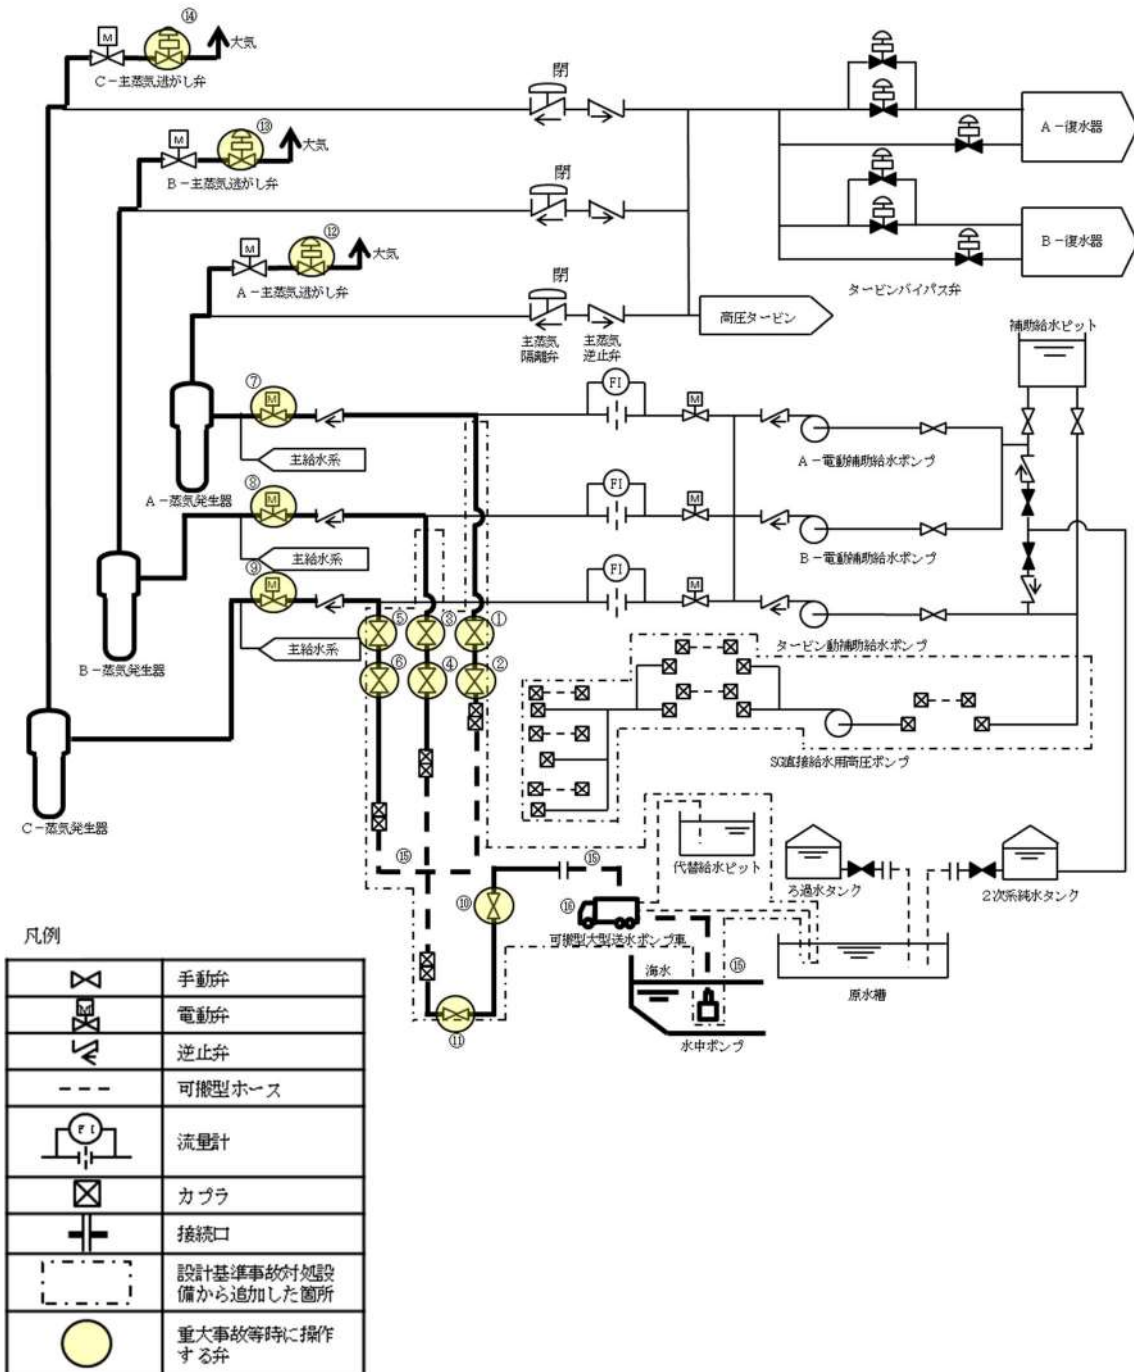 ⑭
M
大気
C-主蒸気逃がし弁
閉
A-復水器
⑬
M
大気
B-主蒸気逃がし弁
閉
B-復水器
⑫
M
大気
A-主蒸気逃がし弁
閉
タービンバイパス弁
高圧タービン
主蒸気
隔離弁
主蒸気
逆止弁
補助給水ピット
⑦
M
FI
M
主給水系
A-電動補助給水ポンプ
A-蒸気発生器
⑧
M
FI
M
主給水系
B-電動補助給水ポンプ
⑨
M
FI
M
主給水系
⑤
③
①
タービン動補助給水ポンプ
B-蒸気発生器
⑥
④
②
SG直接給水用高圧ポンプ
C-蒸気発生器
⑮
⑮
代替給水ピット
ろ過水タンク
2次系純水タンク
⑩
⑯
可搬型大型送水ポンプ車
⑮
海水
原水槽
水中ポンプ
⑪
凡例
手動弁
M
電動弁
逆止弁
可搬型ホース
FI
流量計
カプラ
接続口
設計基準事故対処設
備から追加した箇所
重大事故等時に操作
する弁